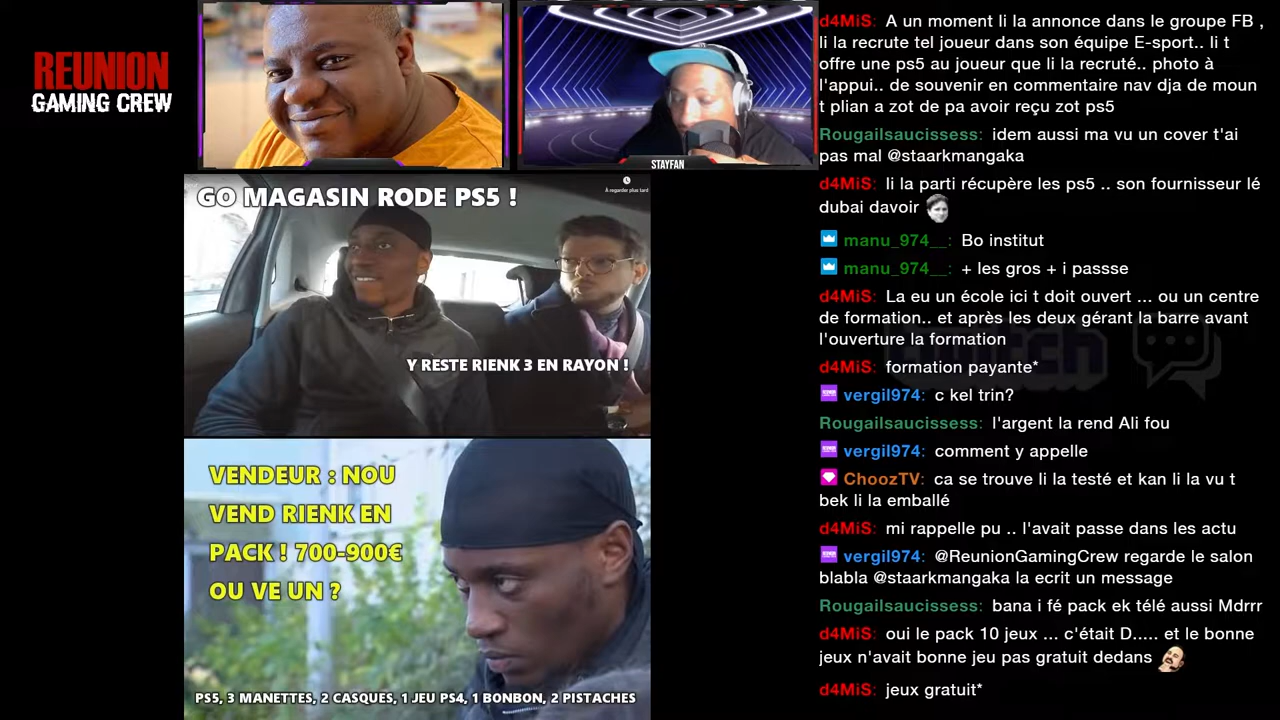 REUNION
GAMING CREW
STAYFAN
GO MAGASIN RODE PS5 !
À regarder plus tard
Y RESTE RIENK 3 EN RAYON !
VENDEUR : NOU
VEND RIENK EN
PACK ! 700-900€
OU VE UN ?
PS5, 3 MANETTES, 2 CASQUES, 1 JEU PS4, 1 BONBON, 2 PISTACHES
d4MiS: A un moment li la annonce dans le groupe FB ,
li la recrute tel joueur dans son équipe E-sport.. li t
offre une ps5 au joueur que li la recruté.. photo à
l'appui.. de souvenir en commentaire nav dja de moun
t plian a zot de pa avoir reçu zot ps5
Rougailsaucissess: idem aussi ma vu un cover t'ai
pas mal @staarkmangaka
d4MiS: li la parti récupère les ps5 .. son fournisseur lé
dubai davoir
manu_974__: Bo institut
manu_974__: + les gros + i passse
d4MiS: La eu un école ici t doit ouvert ... ou un centre
de formation.. et après les deux gérant la barre avant
l'ouverture la formation
d4MiS: formation payante*
vergil974: c kel trin?
Rougailsaucissess: l'argent la rend Ali fou
vergil974: comment y appelle
ChoozTV: ca se trouve li la testé et kan li la vu t
bek li la emballé
d4MiS: mi rappelle pu .. l'avait passe dans les actu
vergil974: @ReunionGamingCrew regarde le salon
blabla @staarkmangaka la ecrit un message
Rougailsaucissess: bana i fé pack ek télé aussi Mdrrr
d4MiS: oui le pack 10 jeux ... c'était D..... et le bonne
jeux n'avait bonne jeu pas gratuit dedans
d4MiS: jeux gratuit*